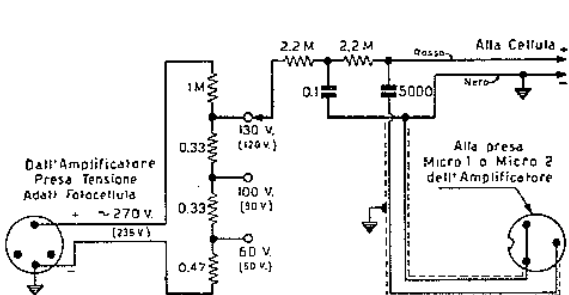 2.2 M
2,2 M
Rosso
Alla Cellula
+
Nero
-
1M
0.1
5000
130 V.
(120 V.)
0.33
Dall'Amplificatore
Presa Tensione
Adatt. Fotocellula
Alla presa
Micro 1 o Micro 2
dell'Amplificatore
100 V.
(90 V.)
+ ~270 V.
(235 V.)
0.33
60 V.
(50 V.)
-
0.47